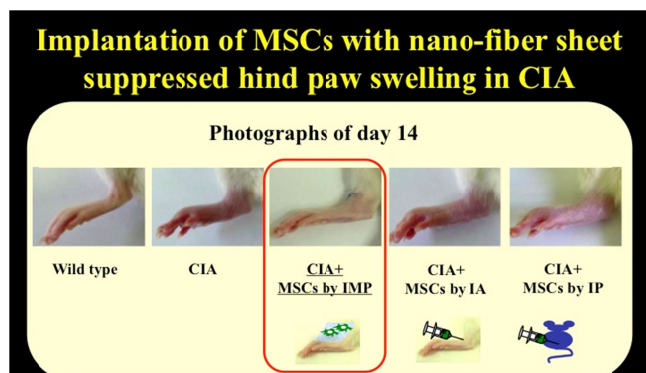 Implantation of MSCs with nano-fiber sheet
suppressed hind paw swelling in CIA
Photographs of day 14
Wild type
CIA
CIA+
MSCs by IMP
CIA+
MSCs by IA
CIA+
MSCs by IP